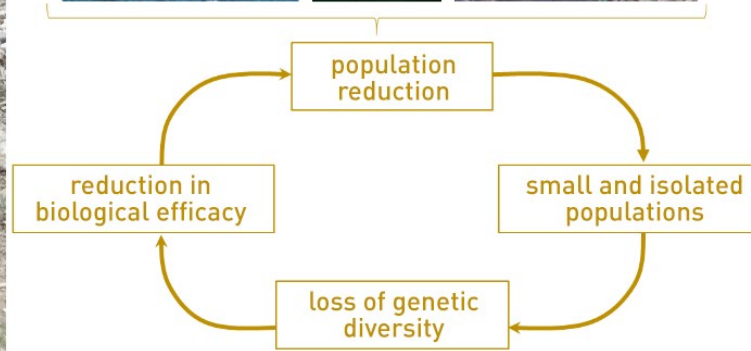 population
reduction
reduction in
biological efficacy
small and isolated
populations
loss of genetic
diversity